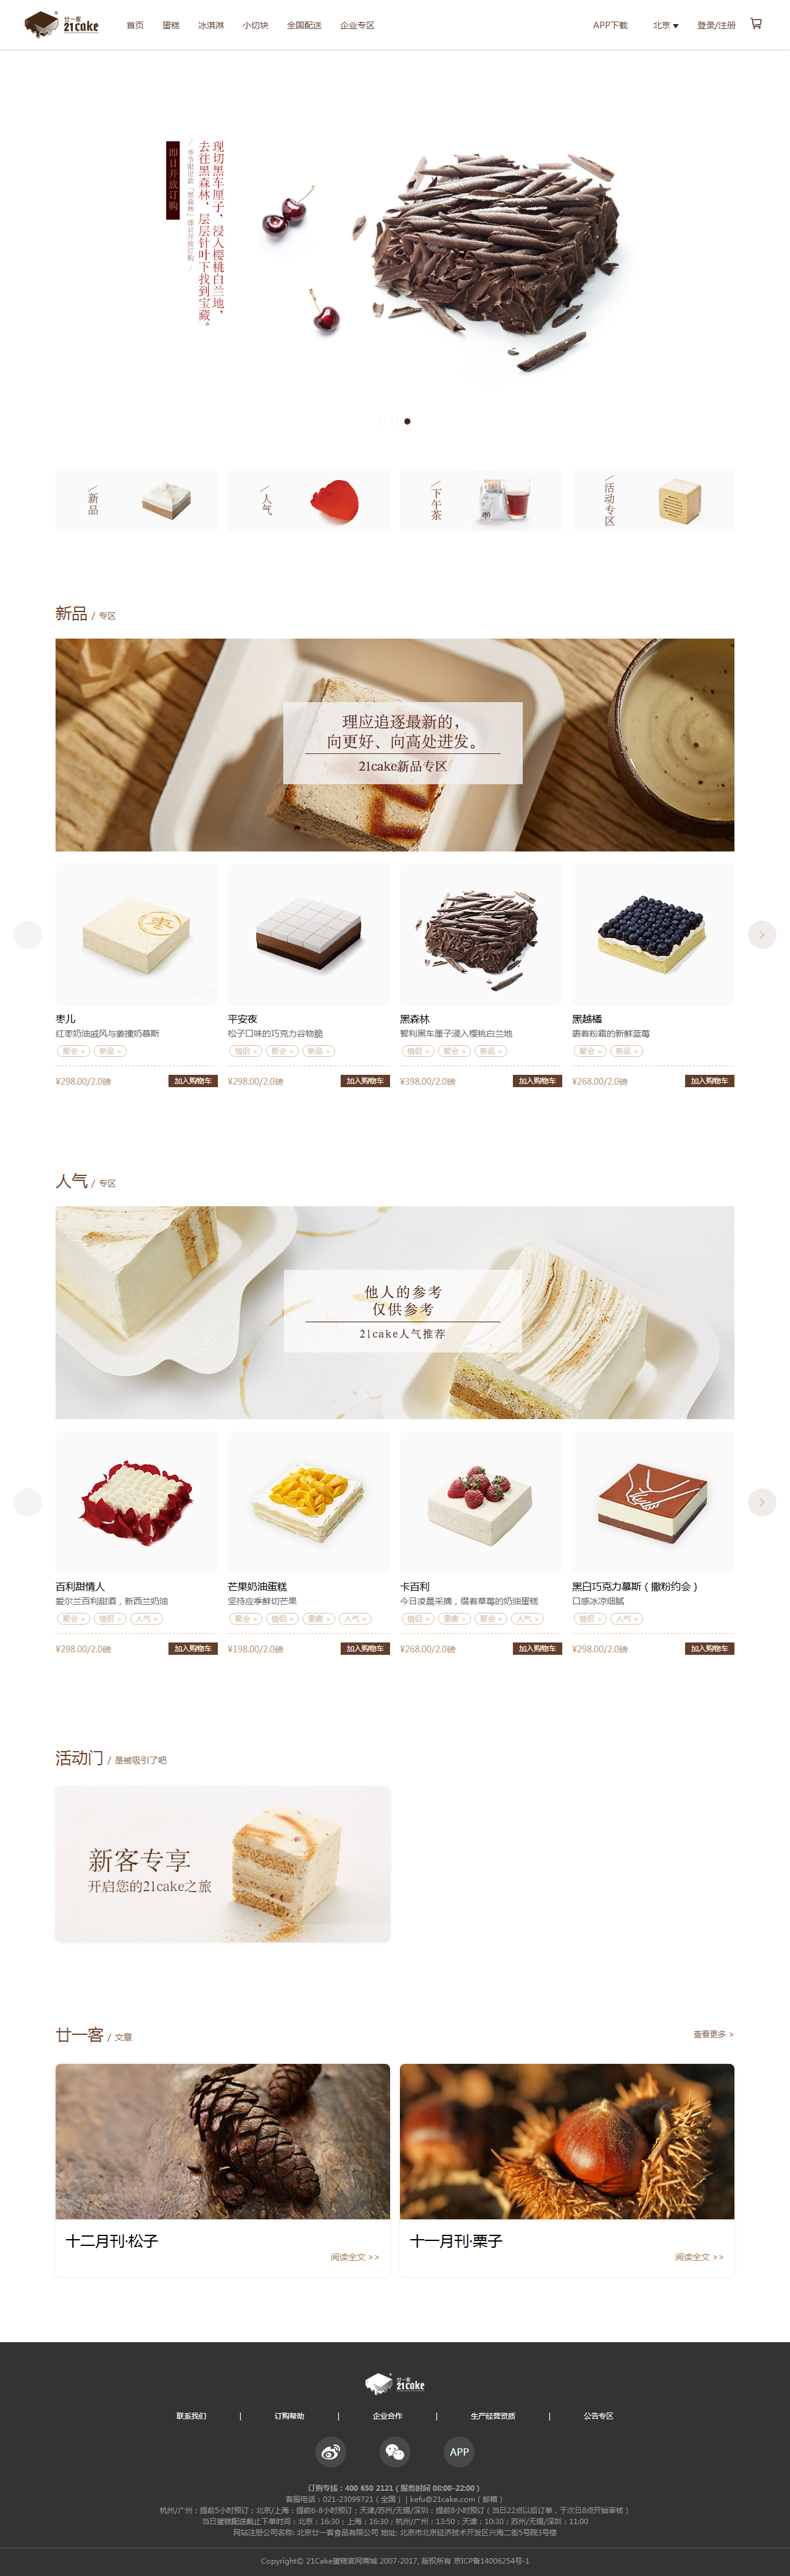 廿一客
21cake
首页
蛋糕
冰淇淋
小切块
全国配送
企业专区
APP下载
北京
登录/注册
现切黑车厘子，浸入樱桃白兰地，
去往黑森林，层层针叶下找到宝藏。
/ 季节限定款「黑森林」即日开放订购 /
即日开放订购
/新品
/人气
/下午茶
/活动专区
新品 / 专区
理应追逐最新的，
向更好、向高处进发。
21cake新品专区
枣
枣儿
红枣奶油戚风与姜撞奶慕斯
聚会 >
新品 >
¥298.00/2.0磅
加入购物车
平安夜
松子口味的巧克力谷物脆
情侣 >
聚会 >
新品 >
¥298.00/2.0磅
加入购物车
黑森林
智利黑车厘子浸入樱桃白兰地
情侣 >
聚会 >
新品 >
¥398.00/2.0磅
加入购物车
黑越橘
裹着粉霜的新鲜蓝莓
聚会 >
新品 >
¥268.00/2.0磅
加入购物车
人气 / 专区
他人的参考
仅供参考
21cake人气推荐
百利甜情人
爱尔兰百利甜酒，新西兰奶油
聚会 >
情侣 >
人气 >
¥298.00/2.0磅
加入购物车
芒果奶油蛋糕
坚持应季鲜切芒果
聚会 >
情侣 >
童趣 >
人气 >
¥198.00/2.0磅
加入购物车
卡百利
今日凌晨采摘，缀着草莓的奶油蛋糕
情侣 >
童趣 >
聚会 >
人气 >
¥268.00/2.0磅
加入购物车
黑白巧克力慕斯（撒粉约会）
口感冰凉细腻
情侣 >
人气 >
¥298.00/2.0磅
加入购物车
活动门 / 是被吸引了吧
新客专享
开启您的21cake之旅
廿一客 / 文章
查看更多 >
十二月刊·松子
阅读全文 >>
十一月刊·栗子
阅读全文 >>
廿一客
21cake
联系我们 | 订购帮助 | 企业合作 | 生产经营资质 | 公告专区
APP
订购专线：400 650 2121 ( 服务时间 08:00–22:00 )
客服电话：021-23099721 ( 全国 ) | kefu@21cake.com ( 邮箱 )
杭州/广州：提前5小时预订；北京/上海：提前6-8小时预订；天津/苏州/无锡/深圳：提前8小时预订（当日22点以后订单，于次日8点开始审核）
当日蛋糕配送截止下单时间：北京：16:30；上海：16:30；杭州/广州：13:50；天津：10:30；苏州/无锡/深圳：11:00
网站注册公司名称: 北京廿一客食品有限公司 地址: 北京市北京经济技术开发区兴海二街5号院3号楼
Copyright© 21Cake蛋糕官网商城 2007-2017, 版权所有 京ICP备14006254号-1